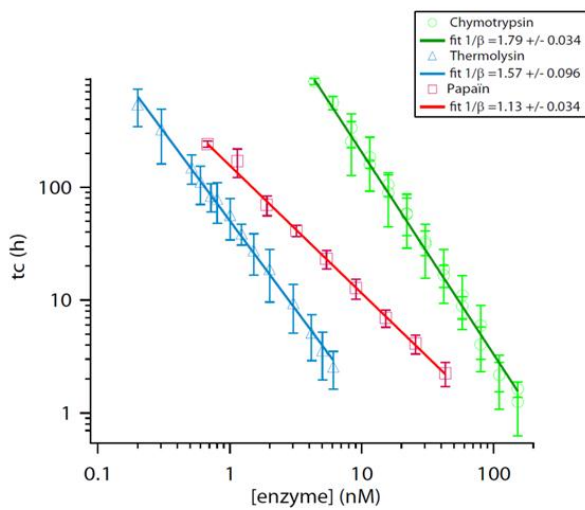 Chymotrypsin
fit 1/β =1.79 +/- 0.034
Thermolysin
fit 1/β =1.57 +/- 0.096
Papaïn
fit 1/β =1.13 +/- 0.034
tc (h)
100
10
1
0.1
1
10
100
[enzyme] (nM)